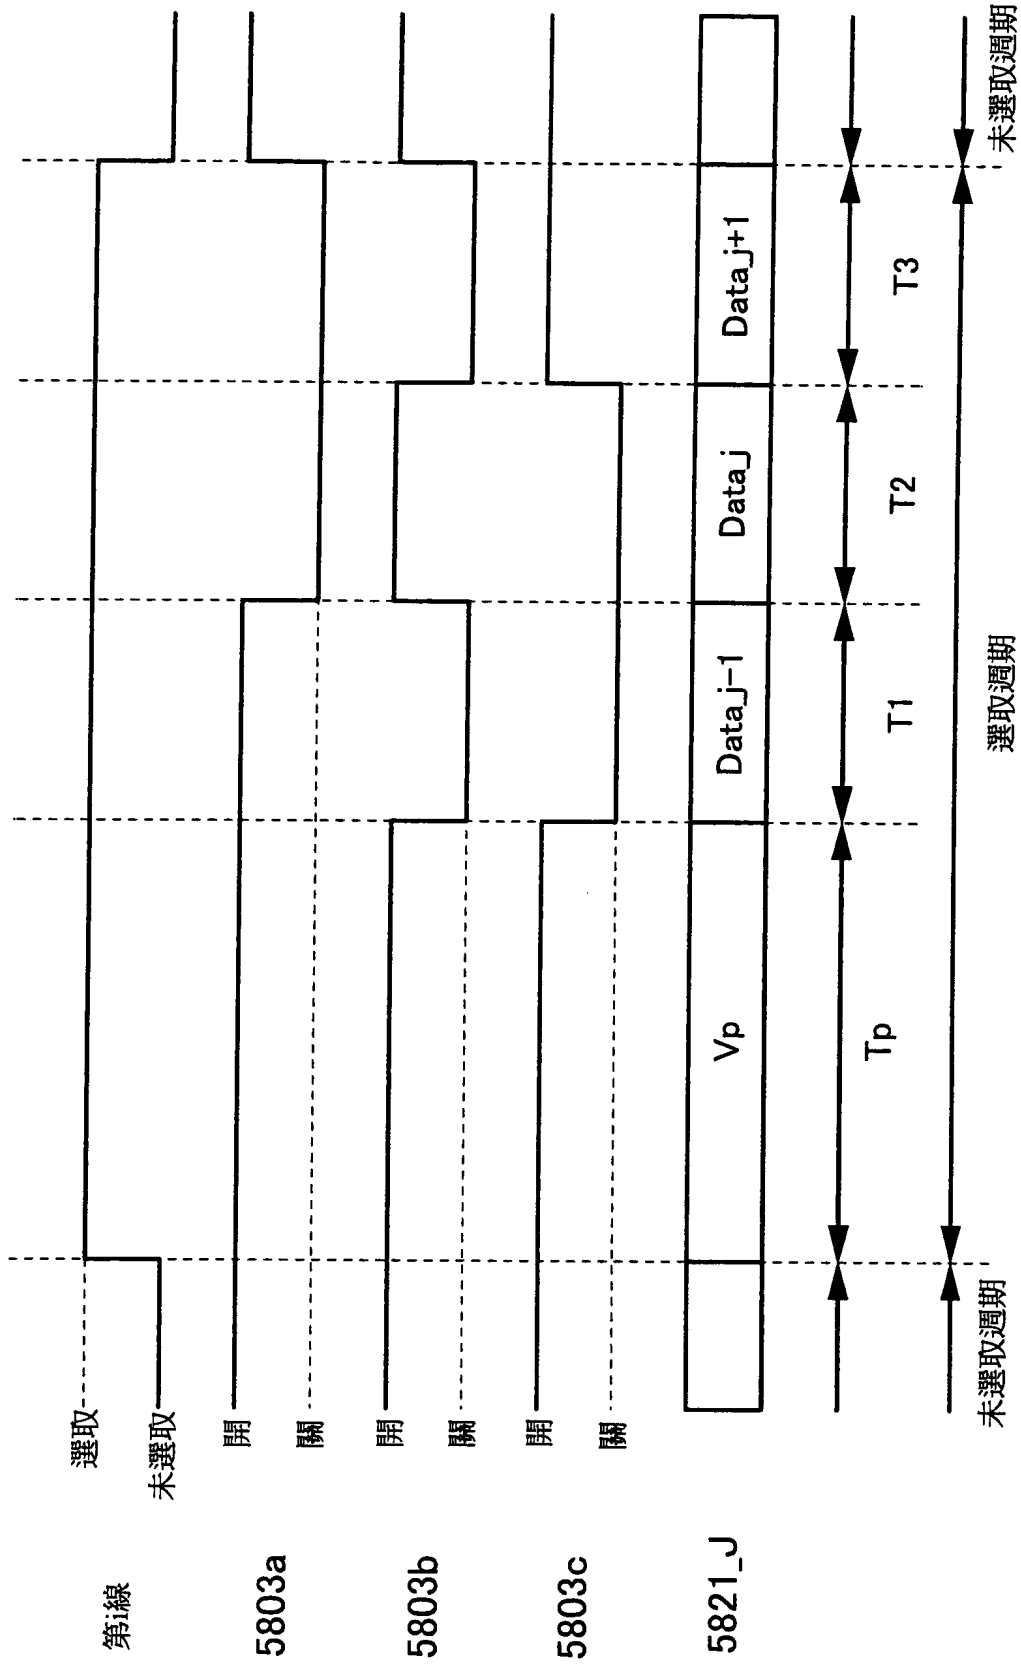 第i線
選取
未選取
5803a
開
關
5803b
開
關
5803c
開
關
5821_J
Vp
Data_j-1
Data_j
Data_j+1
Tp
T1
T2
T3
未選取週期
選取週期
未選取週期